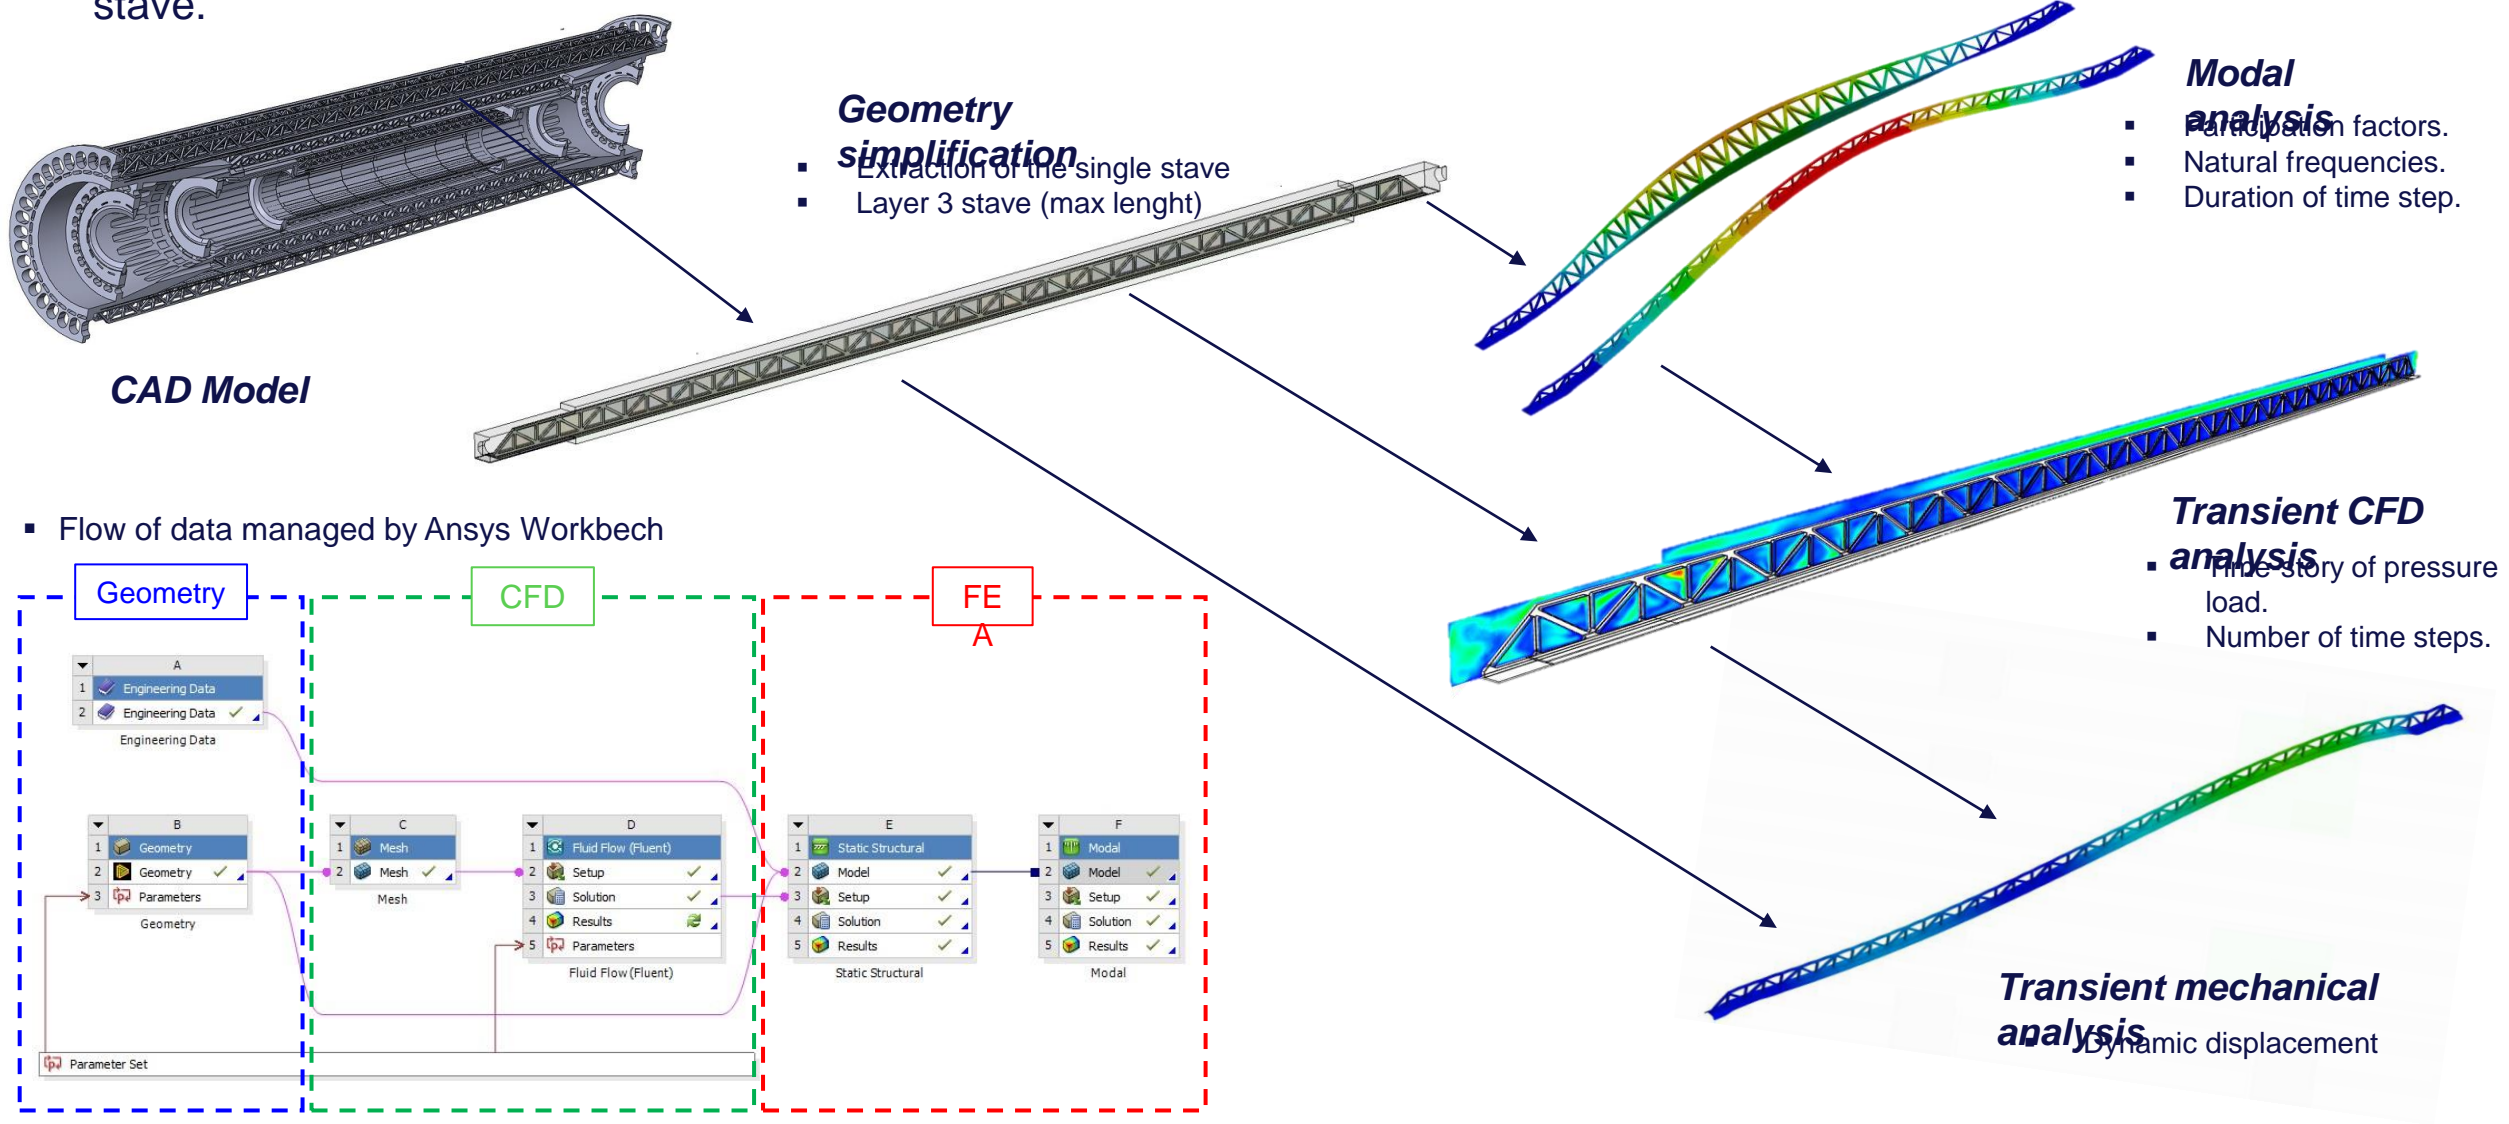 stave.
CAD Model
Geometry
simplification
▪ Extraction of the single stave
▪ Layer 3 stave (max lenght)
Modal
analysis
▪ Participation factors.
▪ Natural frequencies.
▪ Duration of time step.
Transient CFD
analysis
▪ Time story of pressure
load.
▪ Number of time steps.
Transient mechanical
analysis
▪ Dynamic displacement
▪ Flow of data managed by Ansys Workbech
Geometry
CFD
FE
A
A
1 Engineering Data
2 Engineering Data
Engineering Data
B
1 Geometry
2 Geometry
3 Parameters
Geometry
C
1 Mesh
2 Mesh
Mesh
D
1 Fluid Flow (Fluent)
2 Setup
3 Solution
4 Results
5 Parameters
Fluid Flow (Fluent)
E
1 Static Structural
2 Model
3 Setup
4 Solution
5 Results
Static Structural
F
1 Modal
2 Model
3 Setup
4 Solution
5 Results
Modal
Parameter Set